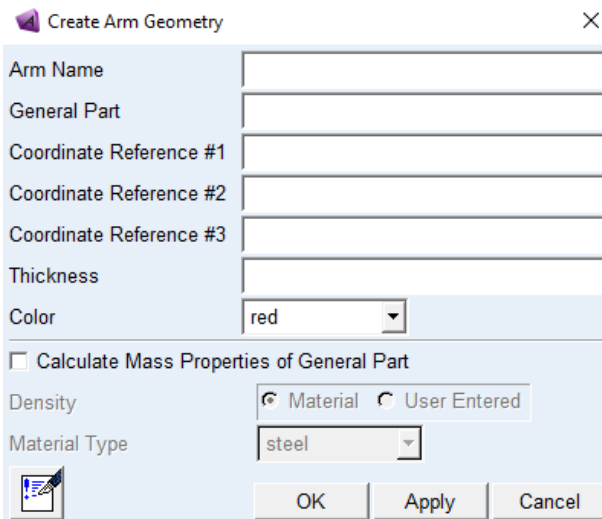 Create Arm Geometry
Arm Name
General Part
Coordinate Reference #1
Coordinate Reference #2
Coordinate Reference #3
Thickness
Color red
Calculate Mass Properties of General Part
Density Material User Entered
Material Type steel
OK Apply Cancel